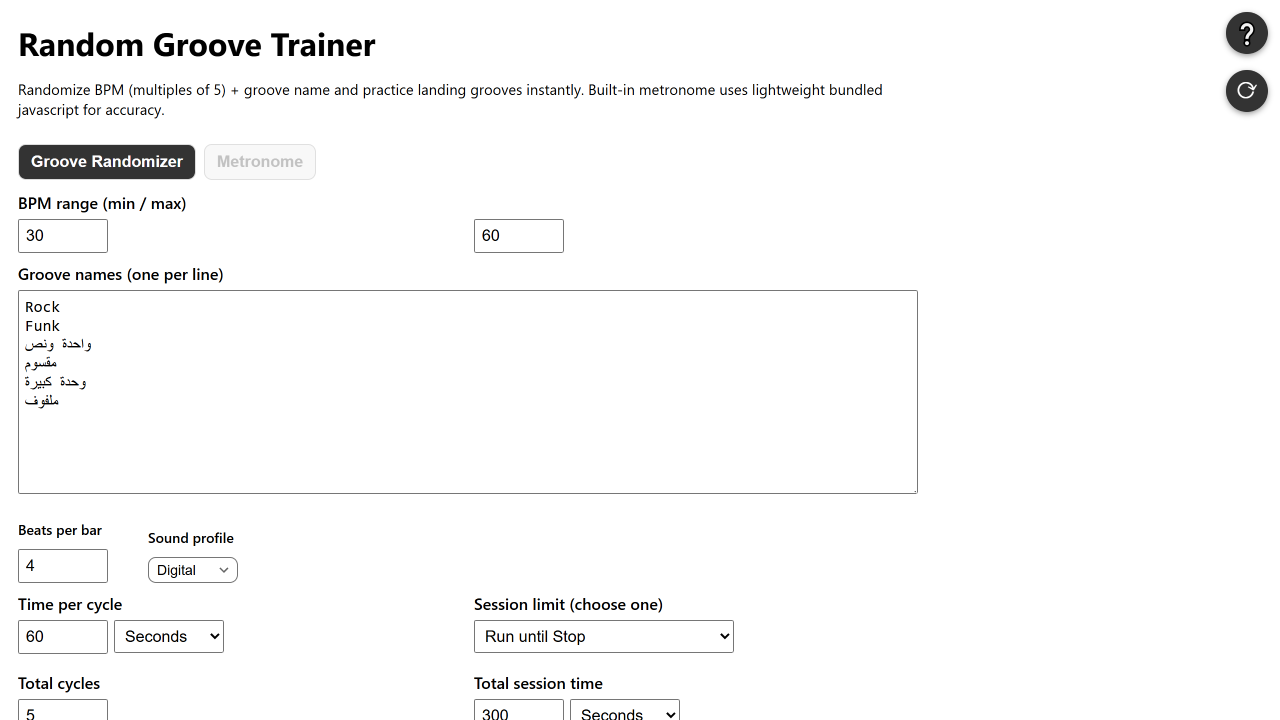 Random Groove Trainer
Randomize BPM (multiples of 5) + groove name and practice landing grooves instantly. Built-in metronome uses lightweight bundled
javascript for accuracy.
Groove Randomizer
Metronome
BPM range (min / max)
30
60
Groove names (one per line)
Rock
Funk
واحدة ونص
مقسوم
وحدة كبيرة
ملفوف
Beats per bar
Sound profile
4
Digital
Time per cycle
Session limit (choose one)
60
Seconds
Run until Stop
Total cycles
Total session time
5
300
Seconds
?